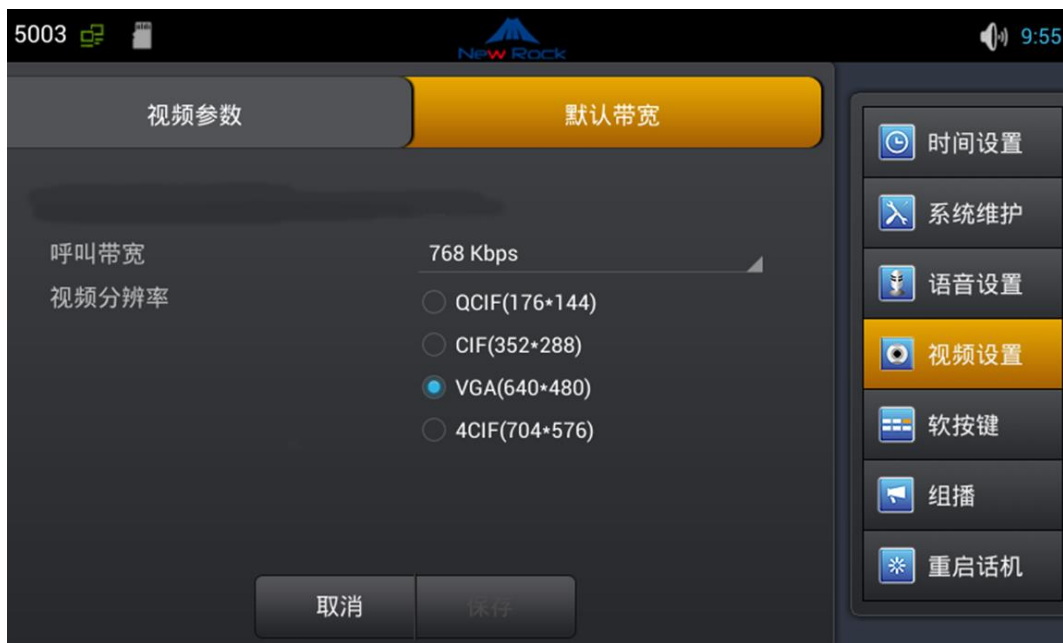 5003
New Rock
9:55
视频参数
默认带宽
呼叫带宽
768 Kbps
视频分辨率
QCIF(176*144)
CIF(352*288)
VGA(640*480)
4CIF(704*576)
取消
保存
时间设置
系统维护
语音设置
视频设置
软按键
组播
重启话机